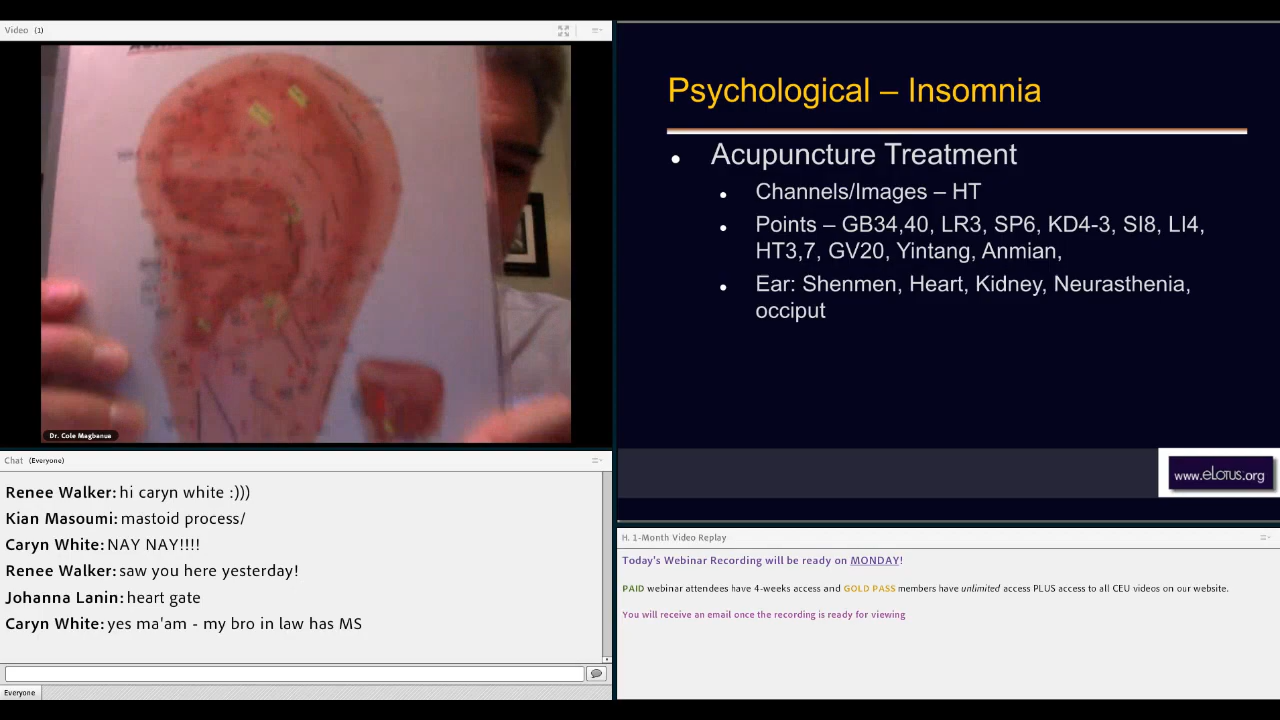 Video (1)
Dr. Cole Magbanua
Psychological – Insomnia
• Acupuncture Treatment
• Channels/Images – HT
• Points – GB34,40, LR3, SP6, KD4-3, SI8, LI4,
HT3,7, GV20, Yintang, Anmian,
• Ear: Shenmen, Heart, Kidney, Neurasthenia,
occiput
www.eLotus.org
Chat (Everyone)
Renee Walker: hi caryn white :)))
Kian Masoumi: mastoid process/
Caryn White: NAY NAY!!!!
Renee Walker: saw you here yesterday!
Johanna Lanin: heart gate
Caryn White: yes ma'am - my bro in law has MS
Everyone
H. 1-Month Video Replay
Today's Webinar Recording will be ready on MONDAY!
PAID webinar attendees have 4-weeks access and GOLD PASS members have unlimited access PLUS access to all CEU videos on our website.
You will receive an email once the recording is ready for viewing